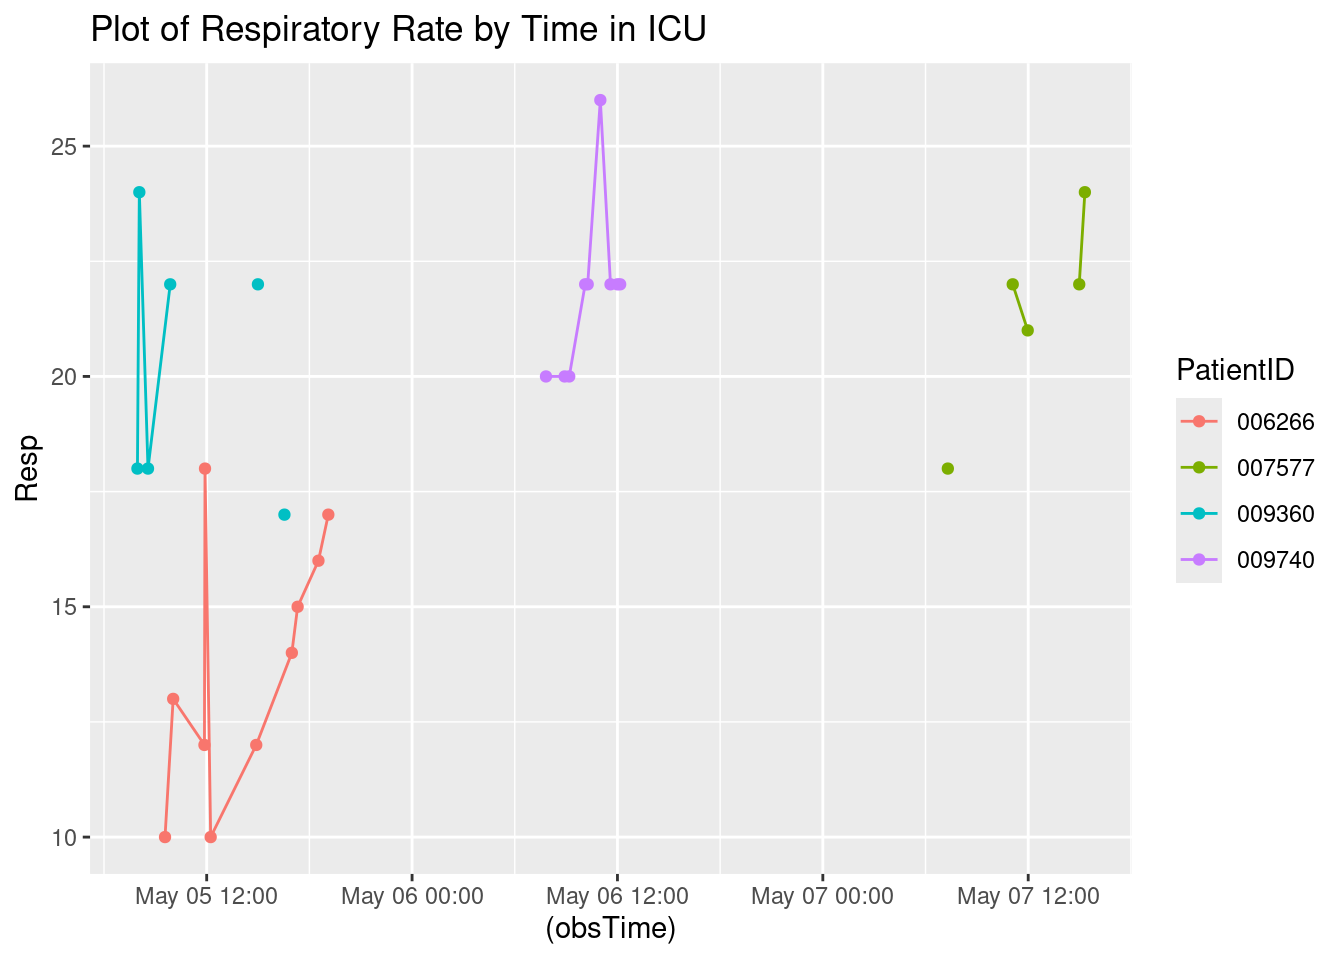 Plot of Respiratory Rate by Time in ICU
25
20
15
10
Resp
May 05 12:00
May 06 00:00
May 06 12:00
May 07 00:00
May 07 12:00
(obsTime)
PatientID
006266
007577
009360
009740